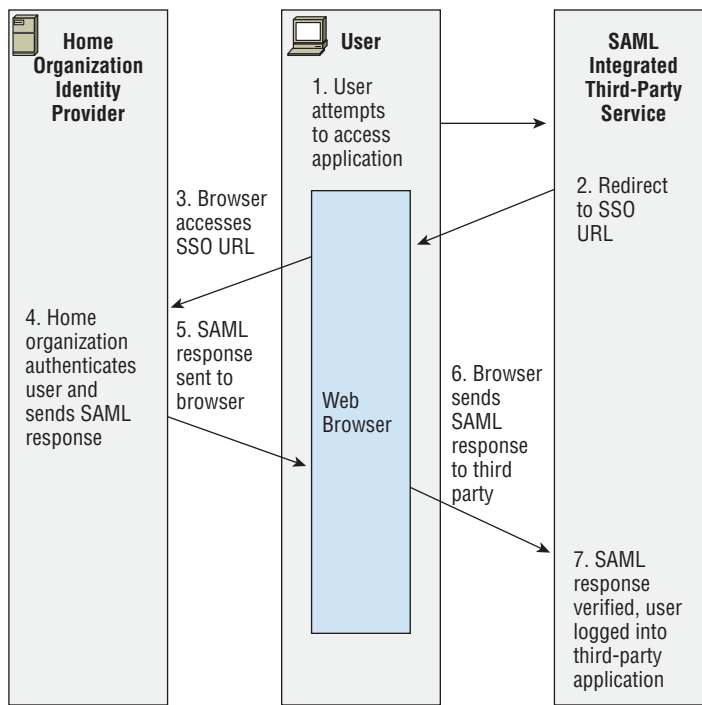 Home
Organization
Identity
Provider
User
SAML
Integrated
Third-Party
Service
1. User
attempts
to access
application
2. Redirect
to SSO
URL
3. Browser
accesses
SSO URL
4. Home
organization
authenticates
user and
sends SAML
response
5. SAML
response
sent to
browser
Web
Browser
6. Browser
sends
SAML
response
to third
party
7. SAML
response
verified, user
logged into
third-party
application